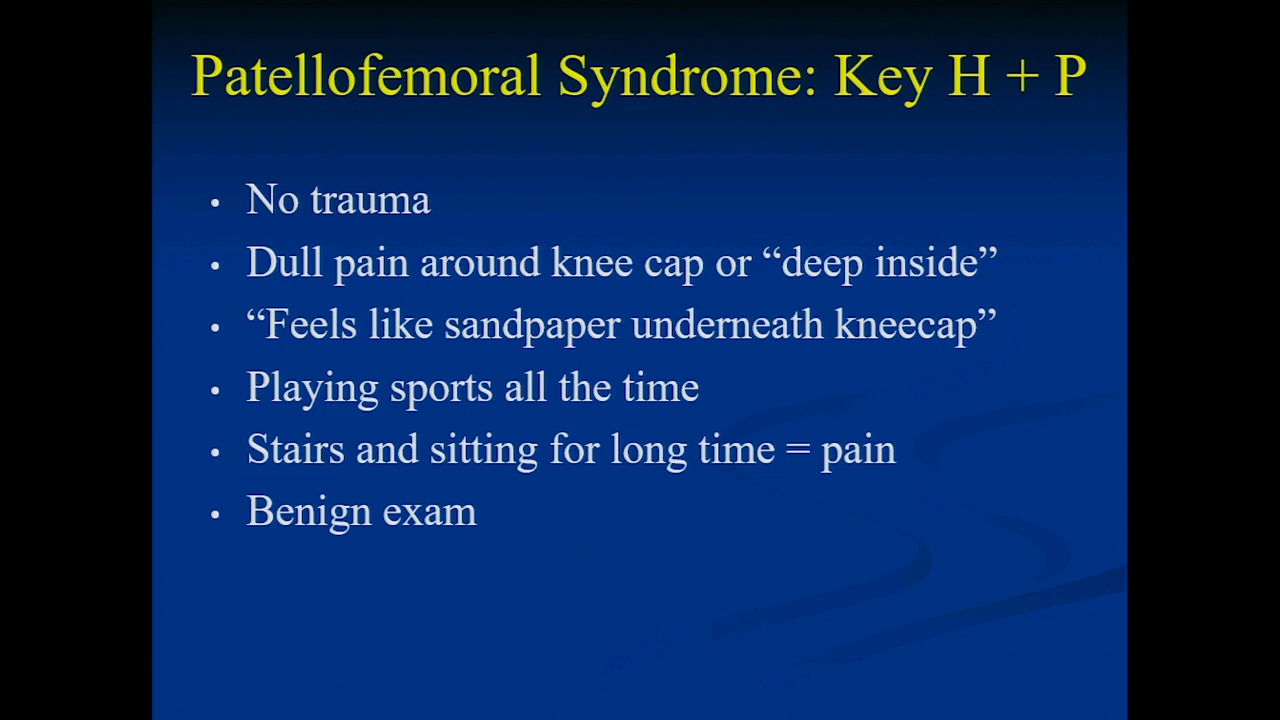 Patellofemoral Syndrome: Key H + P
• No trauma
• Dull pain around knee cap or “deep inside”
• “Feels like sandpaper underneath kneecap”
• Playing sports all the time
• Stairs and sitting for long time = pain
• Benign exam